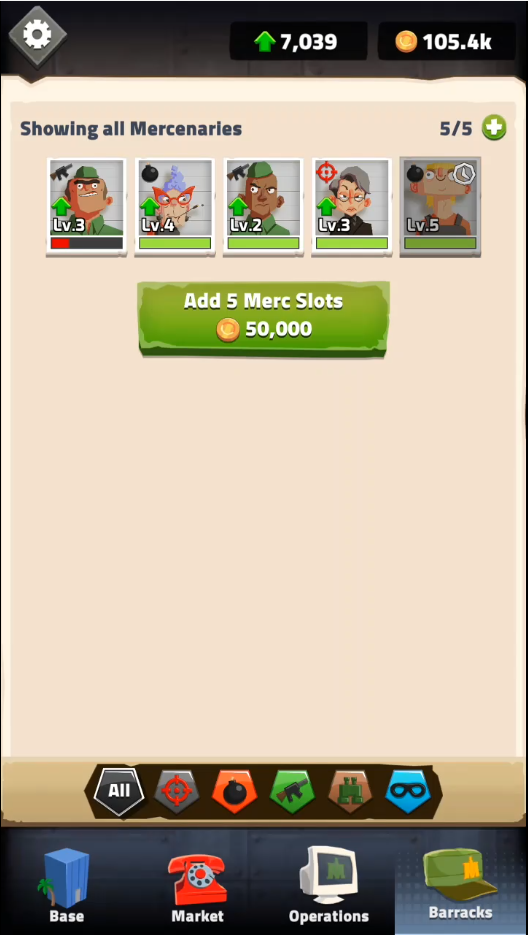 7,039
105.4k
Showing all Mercenaries
5/5
Lv.3
Lv.4
Lv.2
Lv.3
Lv.5
Add 5 Merc Slots
50,000
All
Base
Market
Operations
Barracks